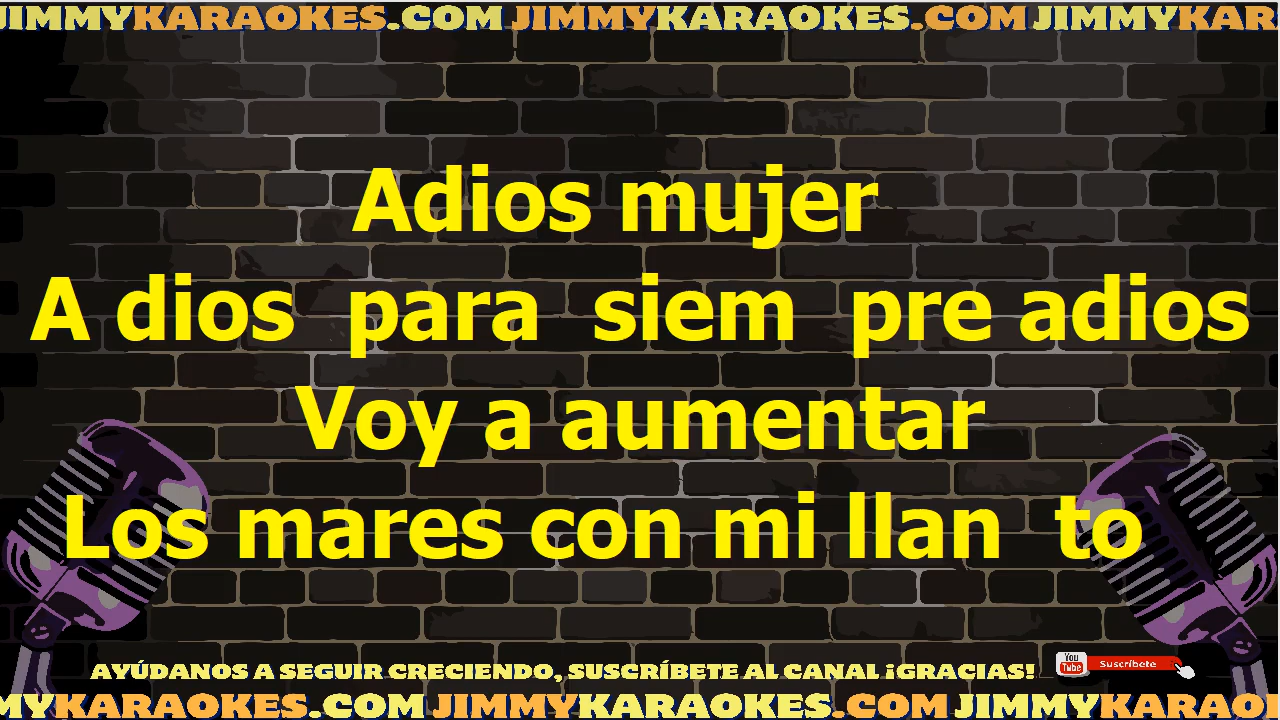 JIMMYKARAOKES.COM JIMMYKARAOKES.COM JIMMYKAR
Adios mujer
A dios para siem pre adios
Voy a aumentar
Los mares con mi llan to
AYÚDANOS A SEGUIR CRECIENDO, SUSCRÍBETE AL CANAL ¡GRACIAS!
You Tube Suscríbete
MYKARAOKES.COM JIMMYKARAOKES.COM JIMMYKARAO